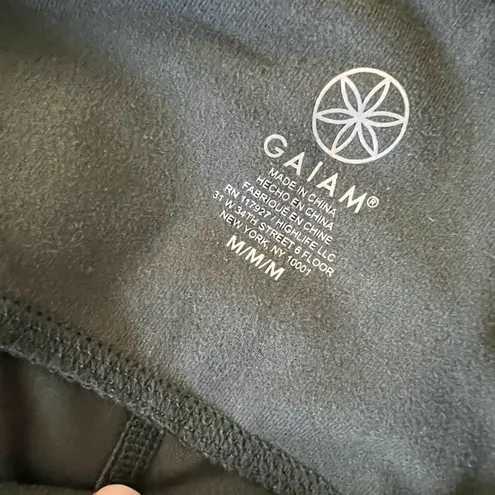 GAIAM®
MADE IN CHINA
HECHO EN CHINA
FABRIQUÉ EN CHINE
RN 117927 / HIGHLIFE LLC
31 W 34TH STREET 6 FLOOR
NEW YORK, NY 10001
M/M/M